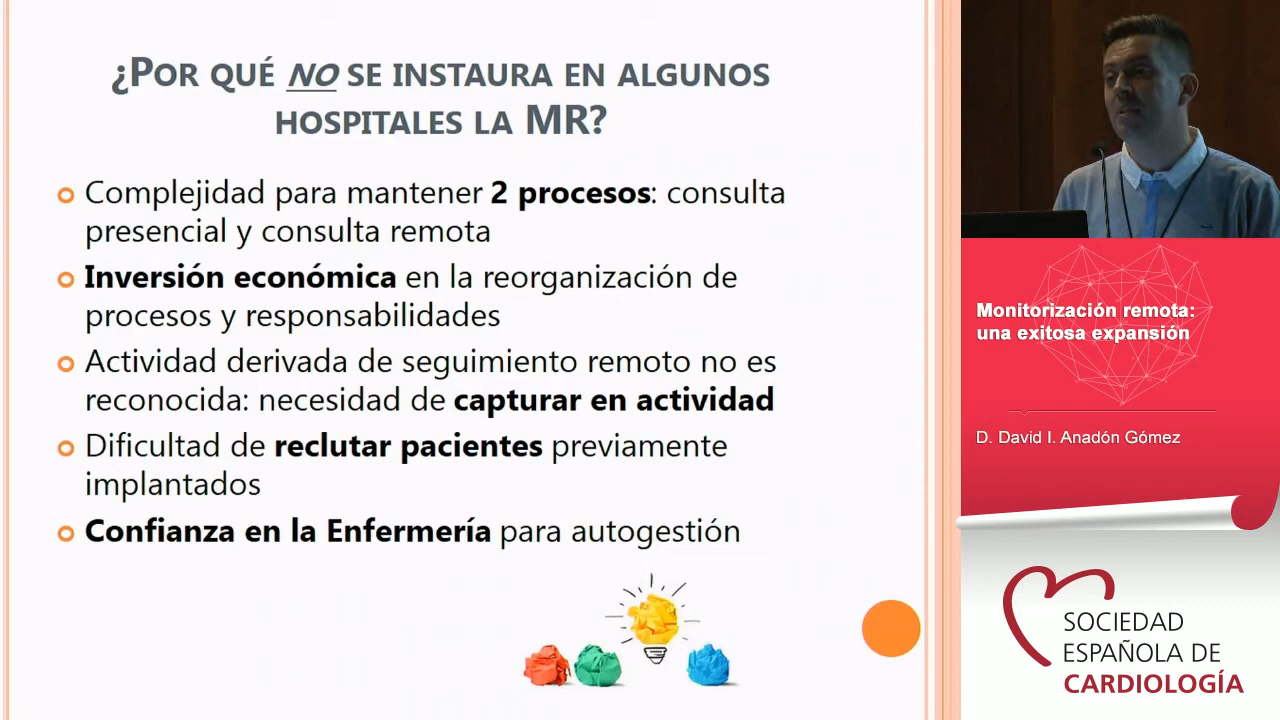 ¿POR QUÉ NO SE INSTAURA EN ALGUNOS
HOSPITALES LA MR?
Complejidad para mantener 2 procesos: consulta
presencial y consulta remota
Inversión económica en la reorganización de
procesos y responsabilidades
Actividad derivada de seguimiento remoto no es
reconocida: necesidad de capturar en actividad
Dificultad de reclutar pacientes previamente
implantados
Confianza en la Enfermería para autogestión
Monitorización remota:
una exitosa expansión
D. David I. Anadón Gómez
SOCIEDAD
ESPAÑOLA DE
CARDIOLOGÍA